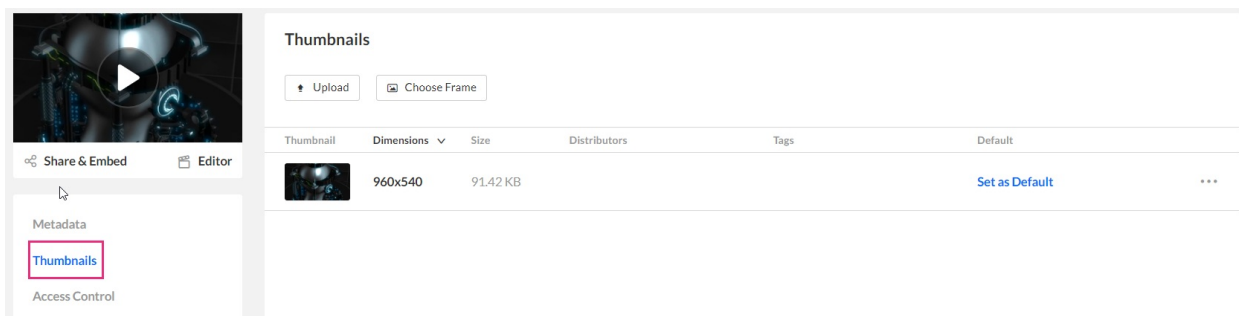 Thumbnails
Upload Choose Frame
Thumbnail Dimensions Size Distributors Tags Default
960x540 91.42 KB Set as Default
Share & Embed Editor
Metadata
Thumbnails
Access Control